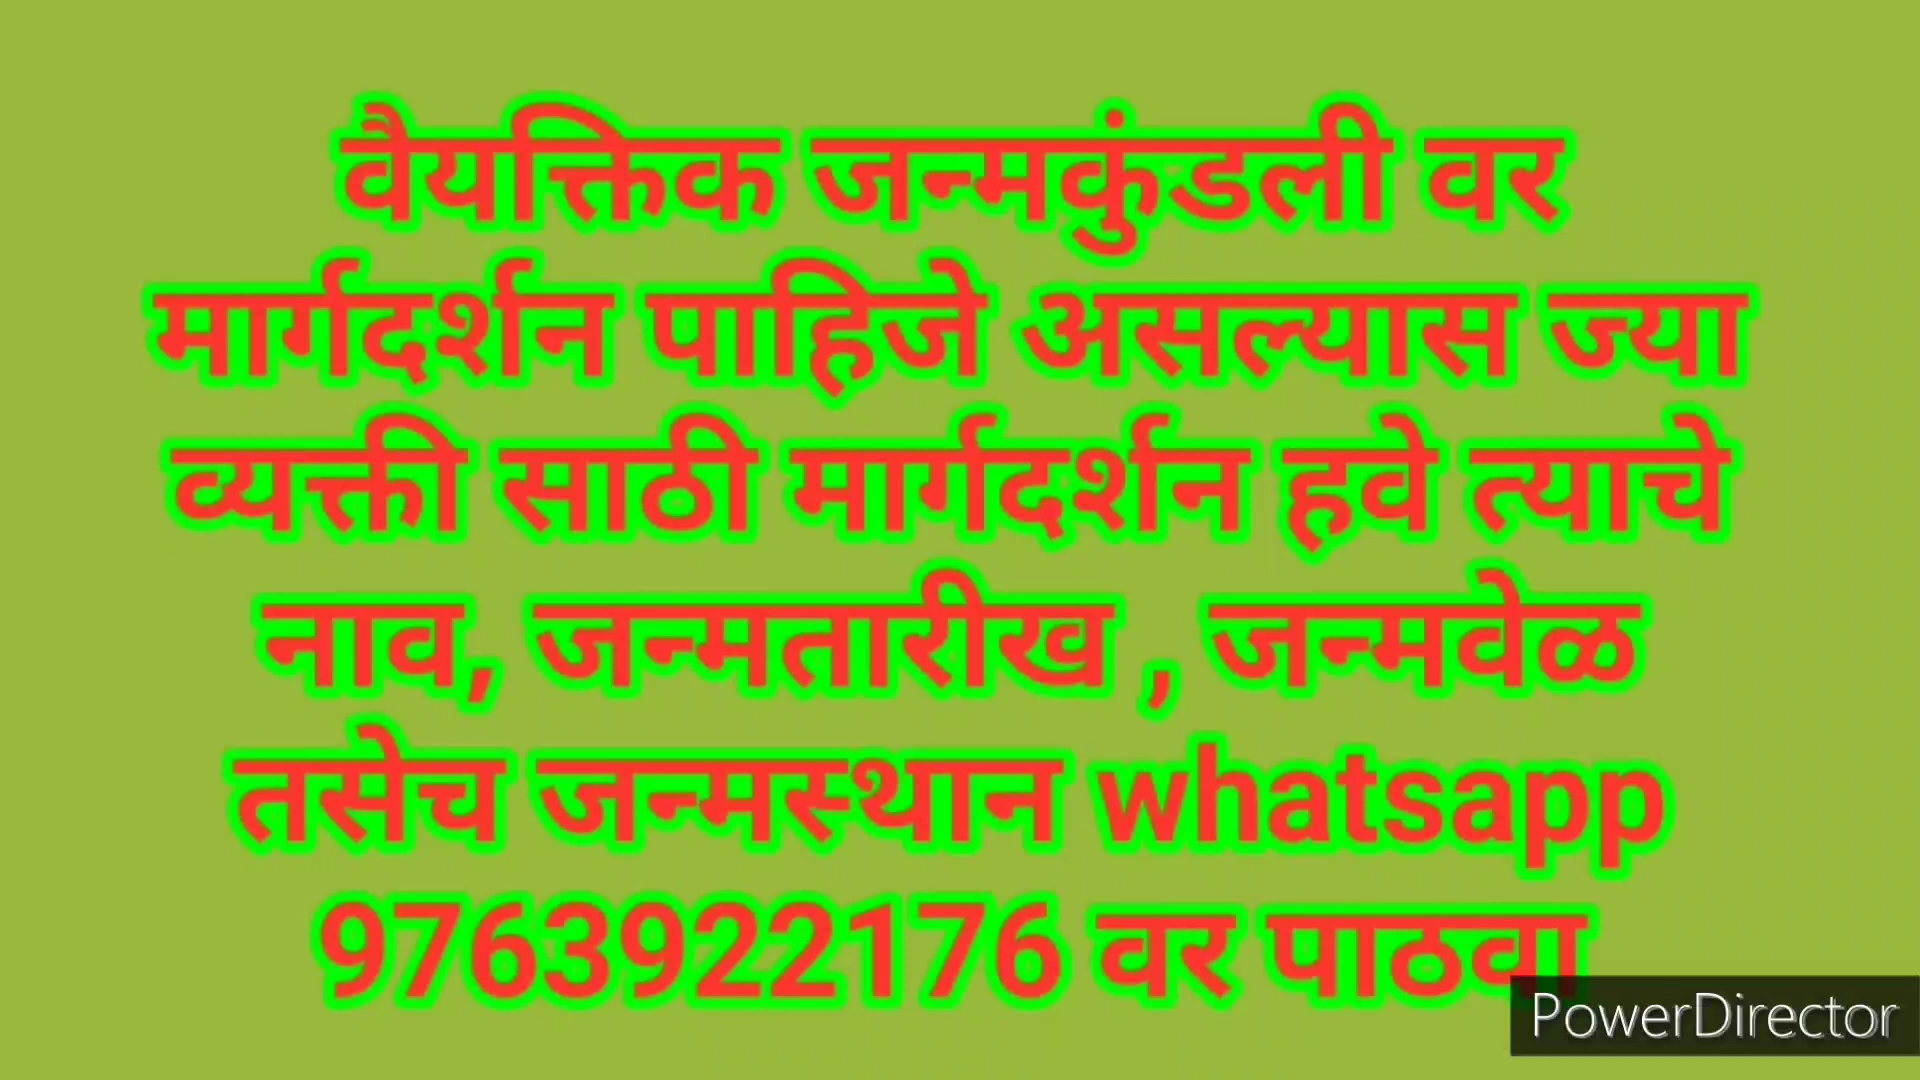 वैयक्तिक जन्मकुंडली वर
मार्गदर्शन पाहिजे असल्यास ज्या
व्यक्ती साठी मार्गदर्शन हवे त्याचे
नाव, जन्मतारीख , जन्मवेळ
तसेच जन्मस्थान whatsapp
9763922176 वर पाठवा
PowerDirector